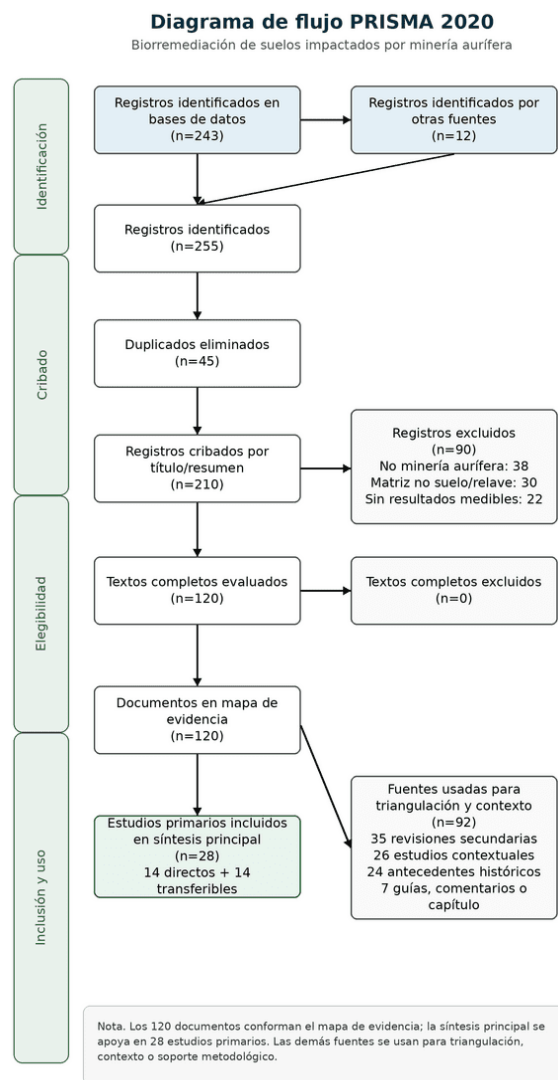 Diagrama de flujo PRISMA 2020
Biorremediación de suelos impactados por minería aurífera
Identificación
Registros identificados en
bases de datos
(n=243)
Registros identificados por
otras fuentes
(n=12)
Registros identificados
(n=255)
Cribado
Duplicados eliminados
(n=45)
Registros cribados por
título/resumen
(n=210)
Registros excluidos
(n=90)
No minería aurífera: 38
Matriz no suelo/relave: 30
Sin resultados medibles: 22
Elegibilidad
Textos completos evaluados
(n=120)
Textos completos excluidos
(n=0)
Documentos en mapa de
evidencia
(n=120)
Inclusión y uso
Estudios primarios incluidos
en síntesis principal
(n=28)
14 directos + 14
transferibles
Fuentes usadas para
triangulación y contexto
(n=92)
35 revisiones secundarias
26 estudios contextuales
24 antecedentes históricos
7 guías, comentarios o
capítulo
Nota. Los 120 documentos conforman el mapa de evidencia; la síntesis principal se
apoya en 28 estudios primarios. Las demás fuentes se usan para triangulación,
contexto o soporte metodológico.